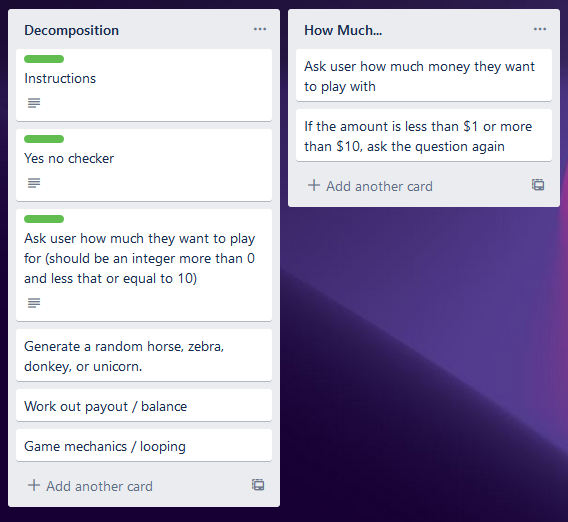 Decomposition
Instructions
Yes no checker
Ask user how much they want to play
for (should be an integer more than 0
and less that or equal to 10)
Generate a random horse, zebra,
donkey, or unicorn.
Work out payout / balance
Game mechanics / looping
+ Add another card
How Much...
Ask user how much money they want
to play with
If the amount is less than $1 or more
than $10, ask the question again
+ Add another card